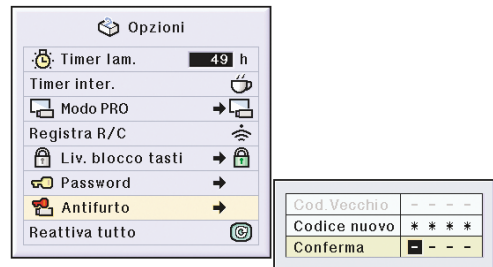 Opzioni
Timer lam. 49 h
Timer inter.
Modo PRO
Registra R/C
Liv. blocco tasti
Password
Antifurto
Reattiva tutto
Cod.Vecchio - - - -
Codice nuovo * * * *
Conferma - - - -